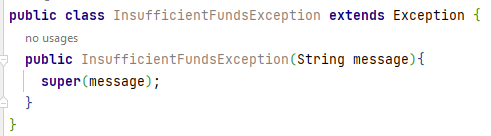 public class InsufficientFundsException extends Exception {
no usages
public InsufficientFundsException(String message){
super(message);
}
}